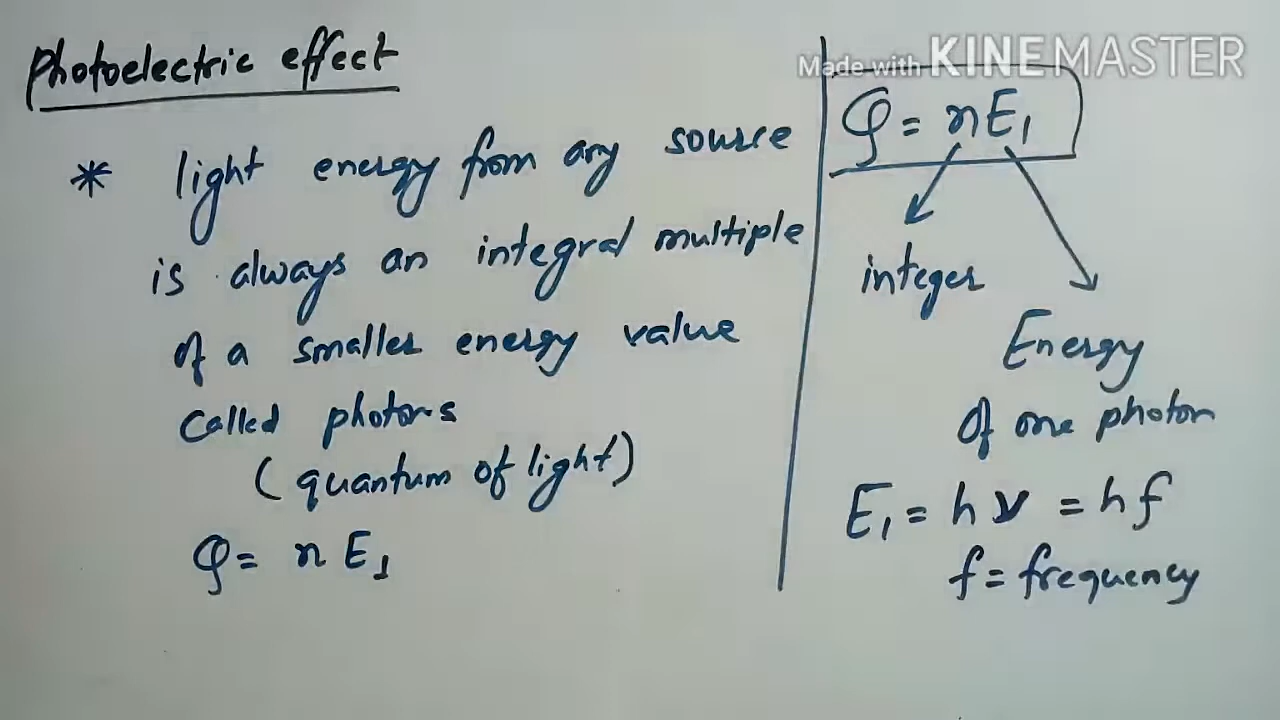 Photoelectric effect
* light energy from any source
is always an integral multiple
of a smaller energy value
called photons
(quantum of light)
φ = n E₁
Made with KINEMASTER
φ = nE₁
integer
Energy
of one photon
E₁ = hν = hf
f = frequency